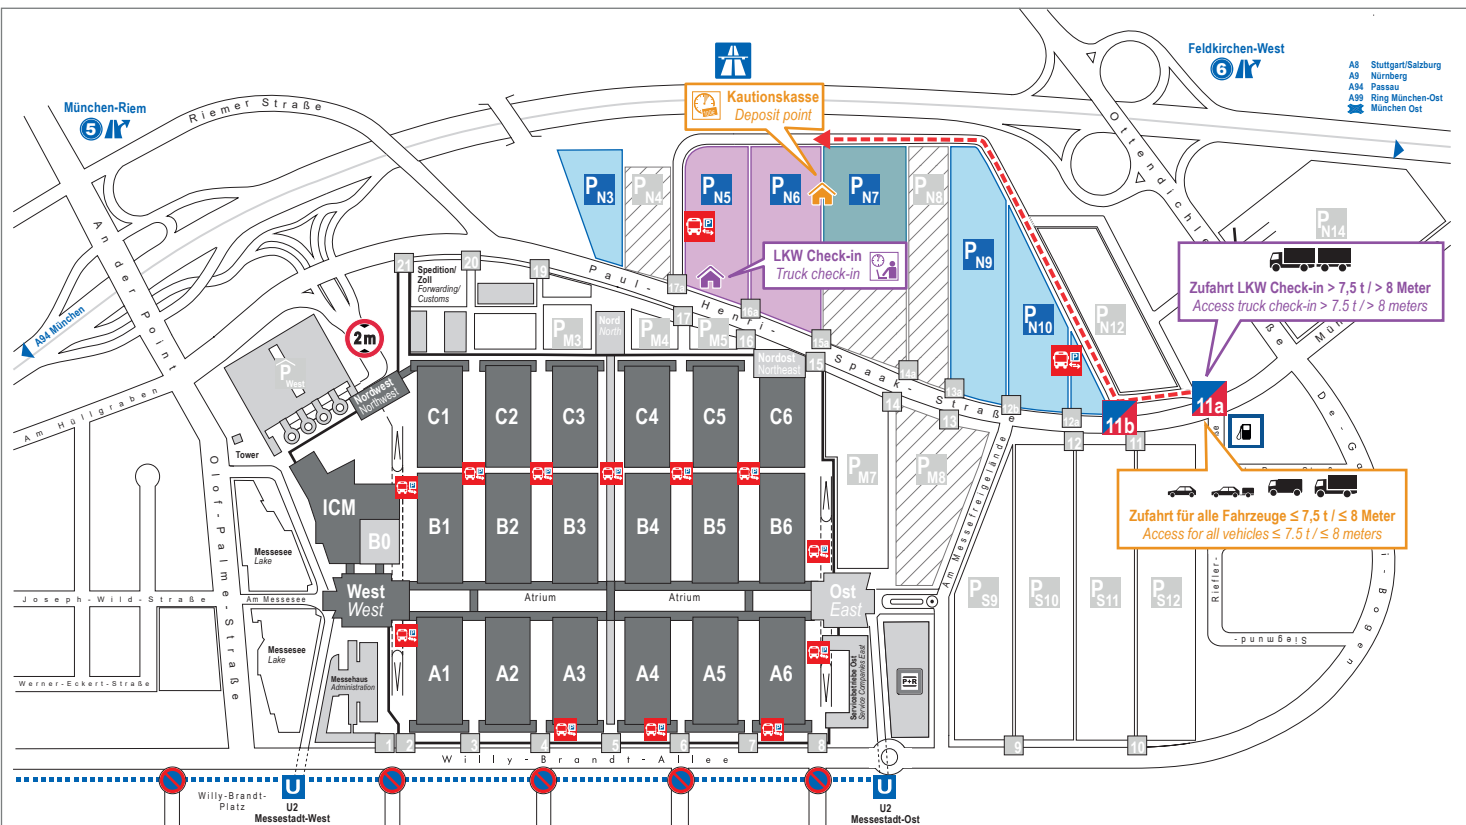 Feldkirchen-West
6
A8 Stuttgart/Salzburg
A9 Nürnberg
A94 Passau
A99 Ring München-Ost
München Ost
München-Riem
5
Riemer Straße
Kautionskasse
Deposit point
Ottendichler
Straße
An der Point
A94 München
Am Hüllgraben
P N3
P N4
P N5
P N6
P N7
P N8
P N9
P N10
P N12
P N14
LKW Check-in
Truck check-in
Zufahrt LKW Check-in > 7,5 t / > 8 Meter
Access truck check-in > 7.5 t / > 8 meters
Paul-Henri-Spaak-Straße
21
20
19
17a
17
16a
16
15a
15
14a
14
13a
13
12b
12a
12
11b
11
11a
Spedition/
Zoll
Forwarding/
Customs
P M3
Nord
North
P M4
P M5
Nordost
Northeast
2m
P West
Nordwest
Northwest
Tower
C1
C2
C3
C4
C5
C6
P M7
P M8
Am Messefreigelände
Zufahrt für alle Fahrzeuge ≤ 7,5 t / ≤ 8 Meter
Access for all vehicles ≤ 7.5 t / ≤ 8 meters
ICM
B0
B1
B2
B3
B4
B5
B6
Olof-Palme-Straße
Messesee
Lake
Joseph-Wild-Straße
Am Messesee
West
West
Atrium
Atrium
Ost
East
P S9
P S10
P S11
P S12
Riefler-
Siegmund-
Messesee
Lake
Werner-Eckert-Straße
Messehaus
Administration
A1
A2
A3
A4
A5
A6
Servicebetriebe Ost
Service Companies East
P+R
1
2
3
4
5
6
7
8
9
10
Willy-Brandt-Allee
Willy-Brandt-
Platz
U
U2
Messestadt-West
U
U2
Messestadt-Ost